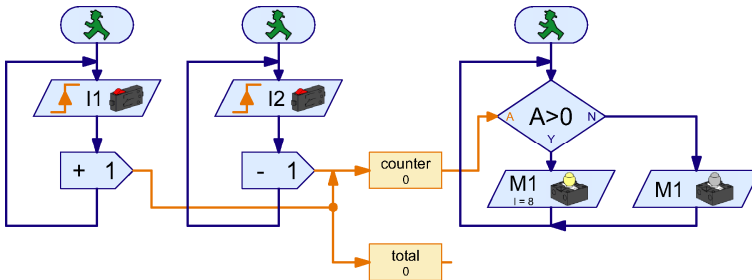 I1
+ 1
I2
- 1
counter
0
total
0
A
A>0
N
Y
M1
I = 8
M1